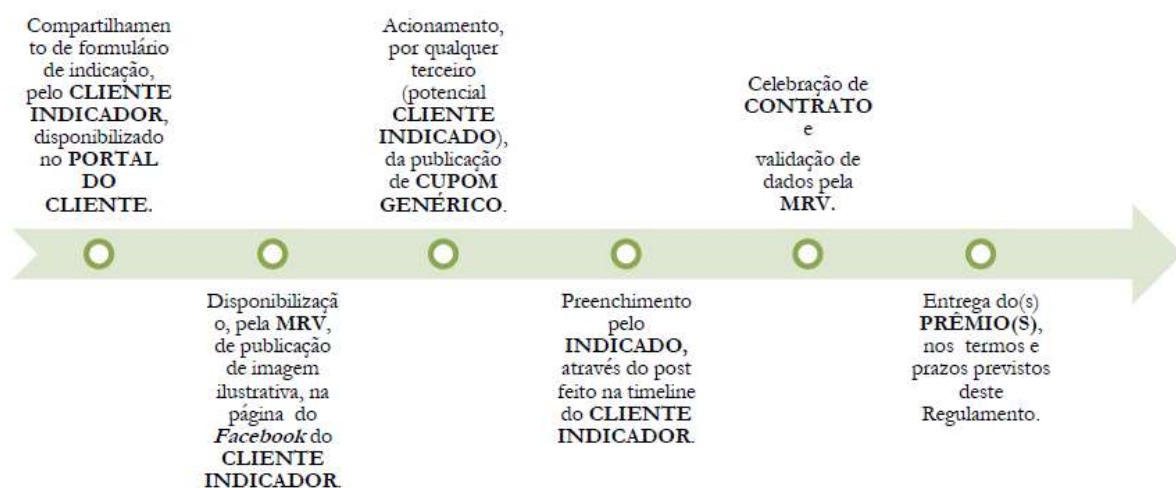 Compartilhamen
to de formulário
de indicação,
pelo CLIENTE
INDICADOR,
disponibilizado
no PORTAL
DO
CLIENTE.
Disponibilizaçã
o, pela MRV,
de publicação
de imagem
ilustrativa, na
página do
Facebook do
CLIENTE
INDICADOR.
Acionamento,
por qualquer
terceiro
(potencial
CLIENTE
INDICADO),
da publicação
de CUPOM
GENÉRICO.
Preenchimento
pelo
INDICADO,
através do post
feito na timeline
do CLIENTE
INDICADOR.
Celebração de
CONTRATO
e
validação de
dados pela
MRV.
Entrega do(s)
PRÊMIO(S),
nos termos e
prazos previstos
deste
Regulamento.